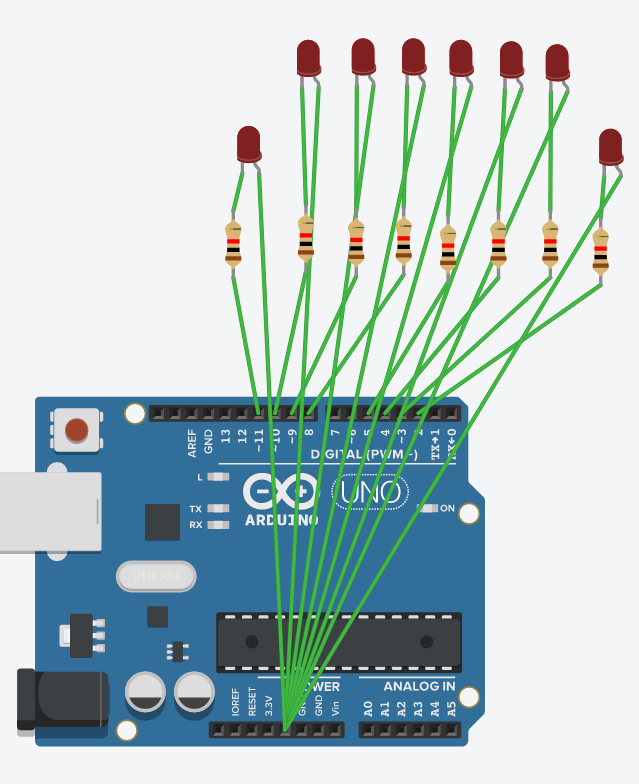 AREF
GND
13
12
~11
~10
~9
8
7
~6
~5
4
~3
2
TX→1
RX←0
DIGITAL (PWM~)
L
TX
RX
ARDUINO
UNO
ON
SPK16.000G
IOREF
RESET
3.3V
GND
GND
Vin
POWER
ANALOG IN
A0
A1
A2
A3
A4
A5